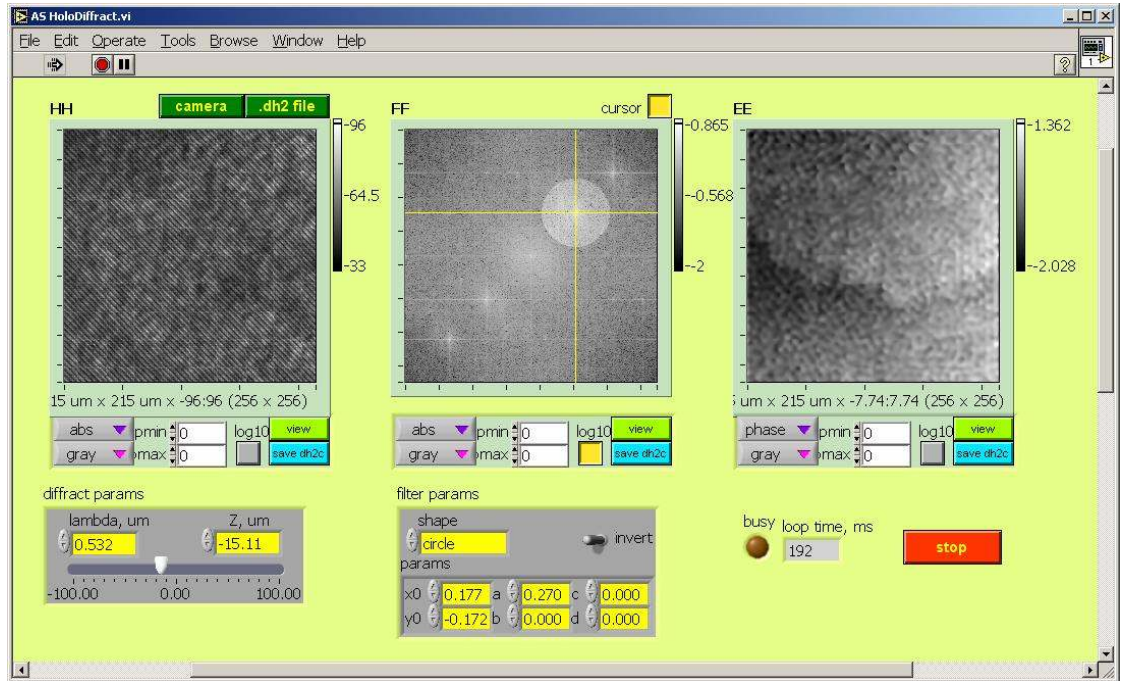 AS HoloDiffract.vi
File Edit Operate Tools Browse Window Help
?
1
HH camera .dh2 file
-96
-64.5
-33
15 um x 215 um x -96:96 (256 x 256)
abs pmin 0 log10 view
gray pmax 0 save dh2c
FF cursor
-0.865
-0.568
--2
abs pmin 0 log10 view
gray pmax 0 save dh2c
EE
-1.362
--2.028
um x 215 um x -7.74:7.74 (256 x 256)
phase pmin 0 log10 view
gray pmax 0 save dh2c
diffract params
lambda, um Z, um
0.532 -15.11
-100.00 0.00 100.00
filter params
shape
circle invert
params
x0 0.177 a 0.270 c 0.000
y0 -0.172 b 0.000 d 0.000
busy loop time, ms
192
stop